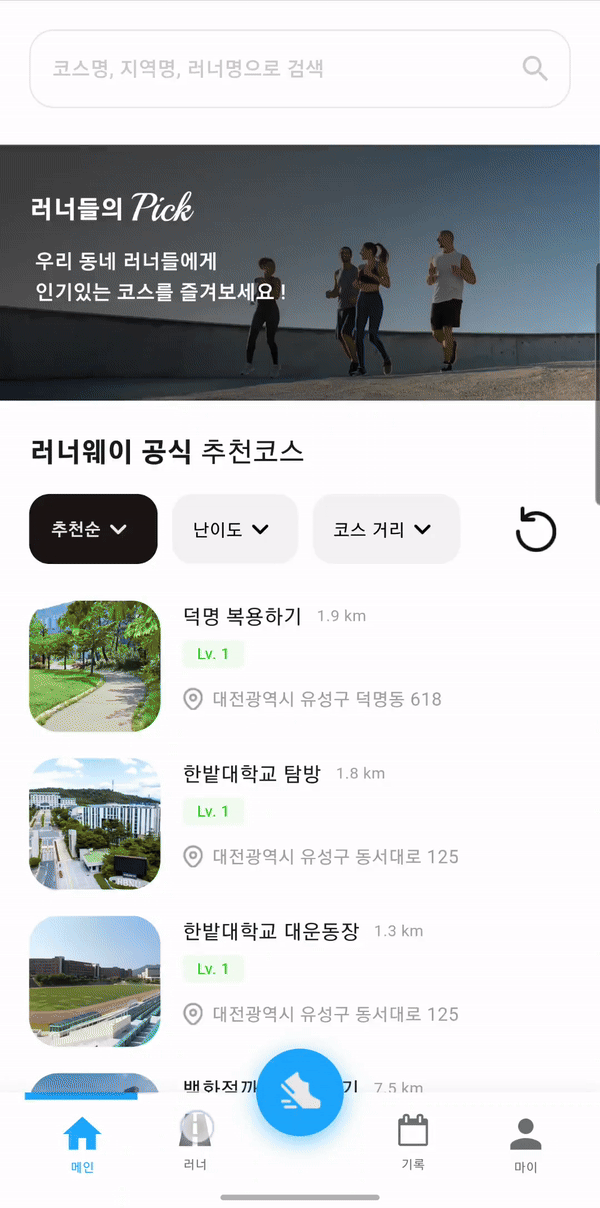 코스명, 지역명, 러너명으로 검색
러너들의 Pick
우리 동네 러너들에게
인기있는 코스를 즐겨보세요 !
러너웨이 공식 추천코스
추천순
난이도
코스 거리
덕명 복용하기 1.9 km
Lv. 1
대전광역시 유성구 덕명동 618
한밭대학교 탐방 1.8 km
Lv. 1
대전광역시 유성구 동서대로 125
한밭대학교 대운동장 1.3 km
Lv. 1
대전광역시 유성구 동서대로 125
7.5 km
메인
러너
기록
마이